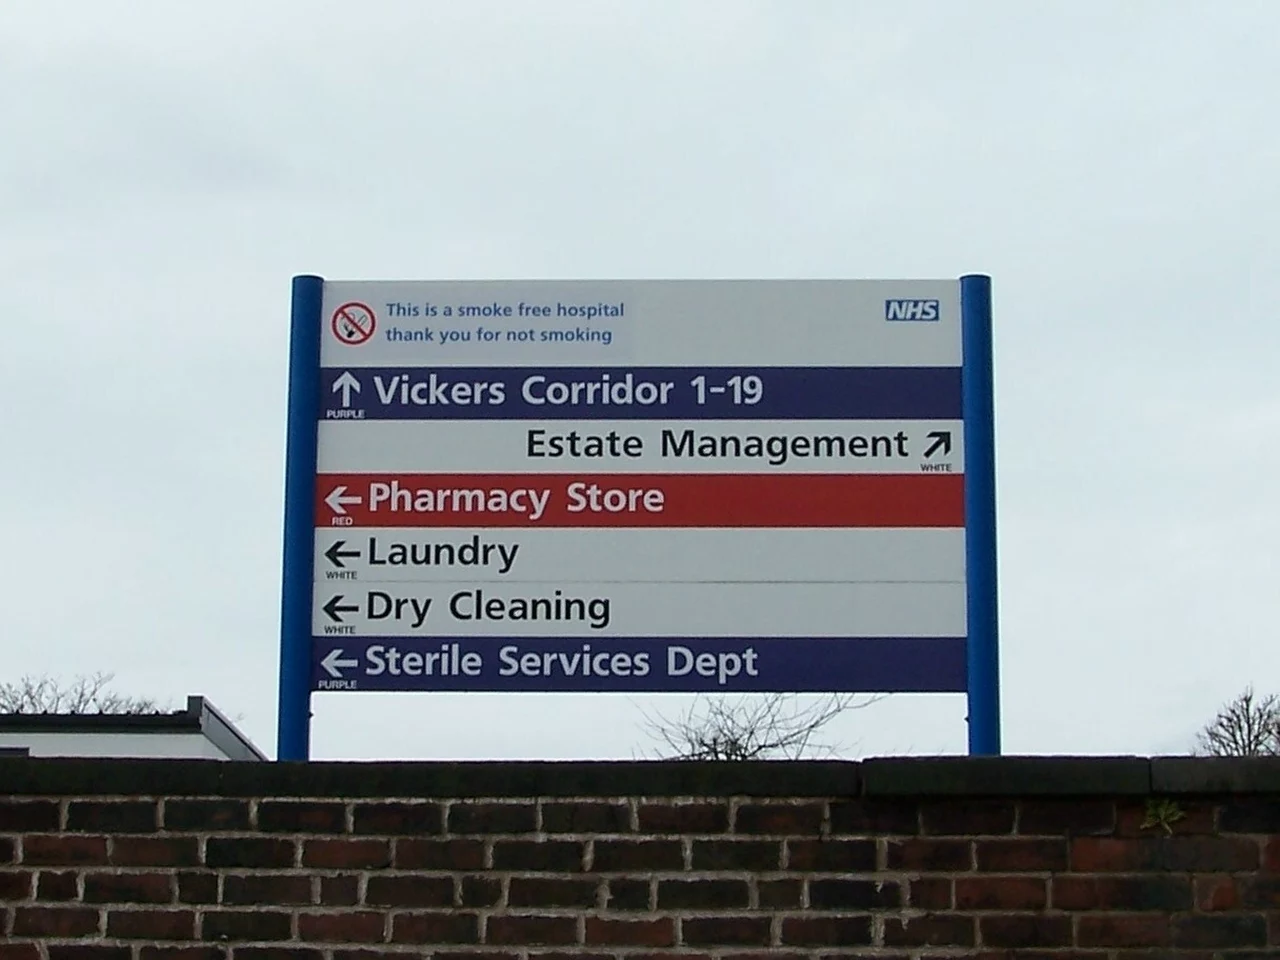 This is a smoke free hospital
thank you for not smoking
NHS
Vickers Corridor 1-19
PURPLE
Estate Management
WHITE
Pharmacy Store
RED
Laundry
WHITE
Dry Cleaning
WHITE
Sterile Services Dept
PURPLE